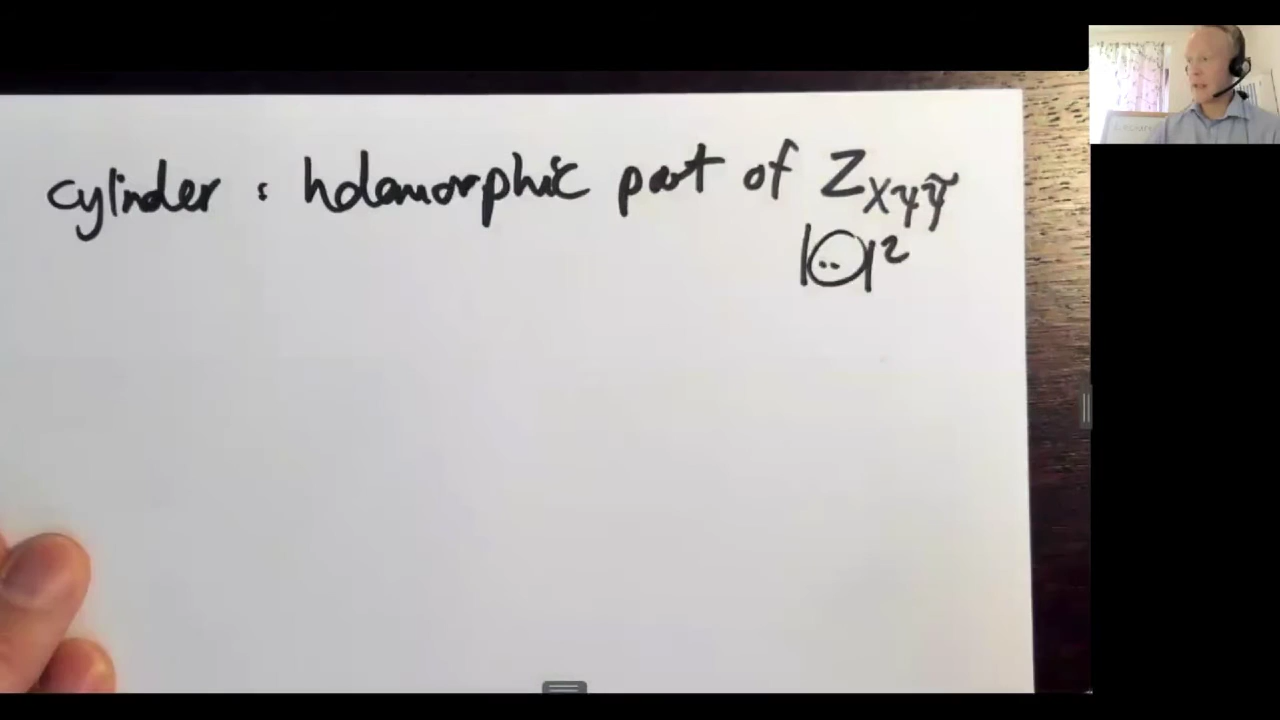 cylinder : holomorphic part of Z_{Xψψ̃}
|(..)|²